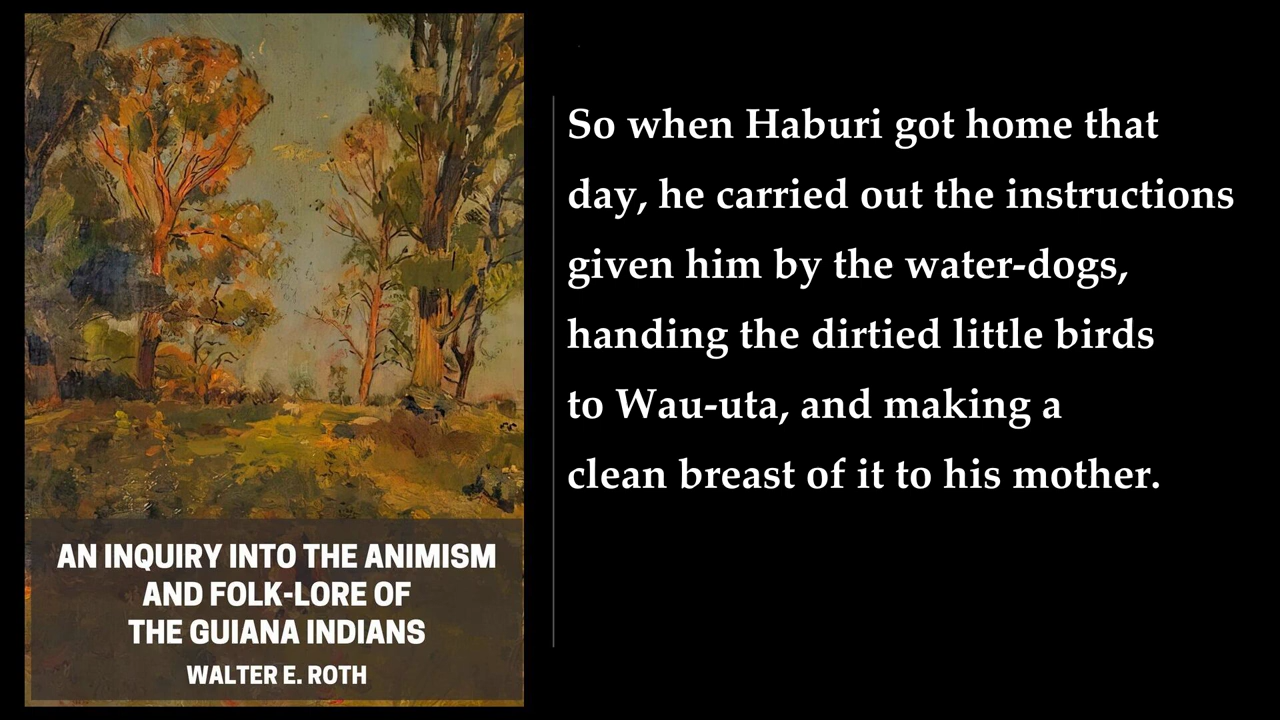 So when Haburi got home that
day, he carried out the instructions
given him by the water-dogs,
handing the dirtied little birds
to Wau-uta, and making a
clean breast of it to his mother.
AN INQUIRY INTO THE ANIMISM
AND FOLK-LORE OF
THE GUIANA INDIANS
WALTER E. ROTH